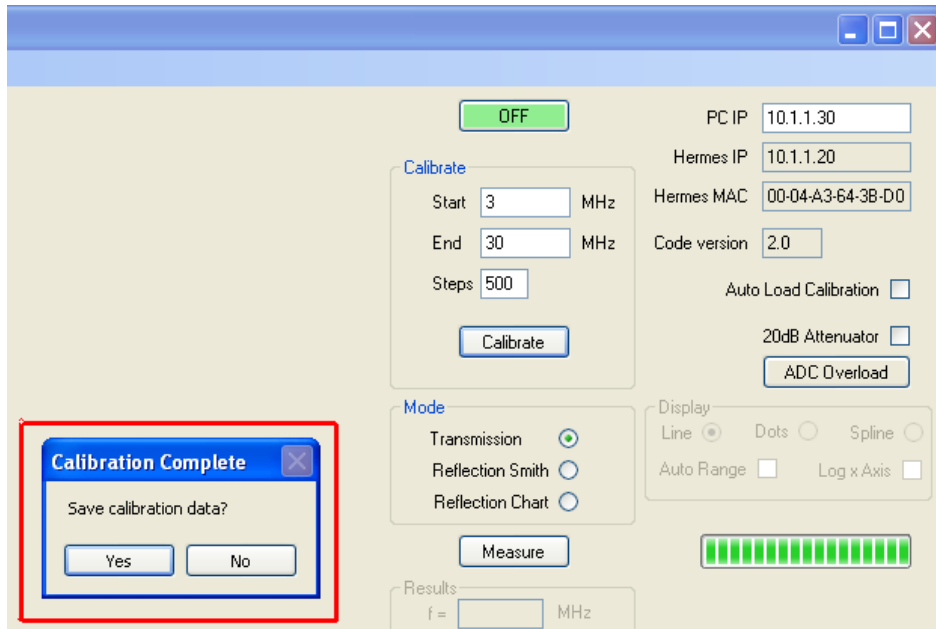 OFF
PC IP 10.1.1.30
Hermes IP 10.1.1.20
Hermes MAC 00-04-A3-64-3B-D0
Code version 2.0
Auto Load Calibration
20dB Attenuator
ADC Overload
Calibrate
Start 3 MHz
End 30 MHz
Steps 500
Calibrate
Mode
Transmission
Reflection Smith
Reflection Chart
Display
Line Dots Spline
Auto Range Log x Axis
Measure
Results
f = MHz
Calibration Complete
Save calibration data?
Yes No